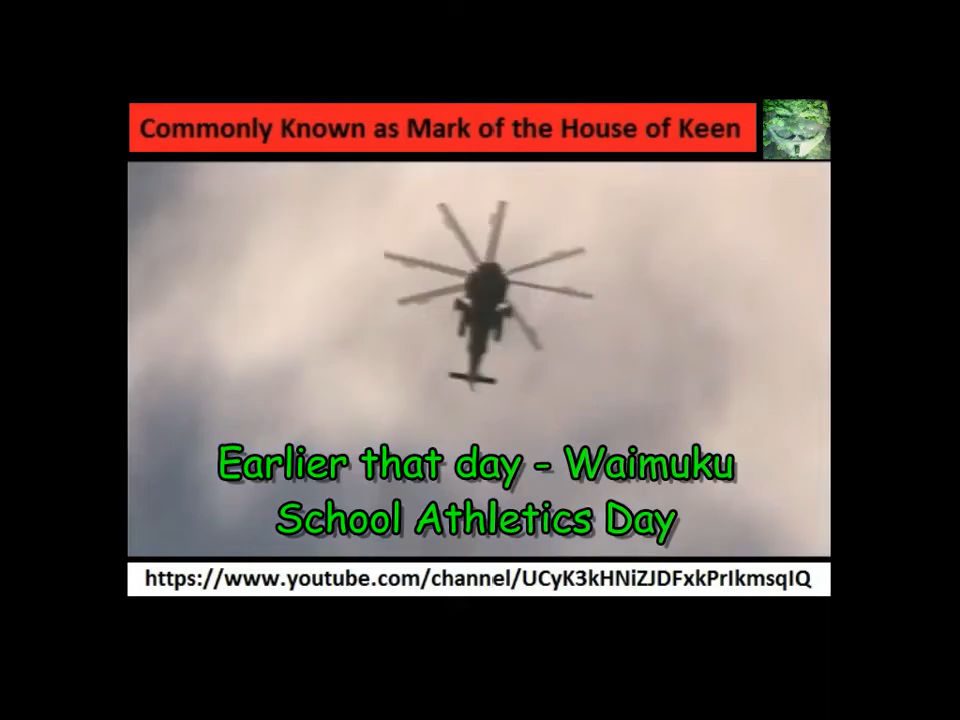 Commonly Known as Mark of the House of Keen
Earlier that day - Waimuku
School Athletics Day
https://www.youtube.com/channel/UCyK3kHNiZJDFxkPrIkmsqIQ